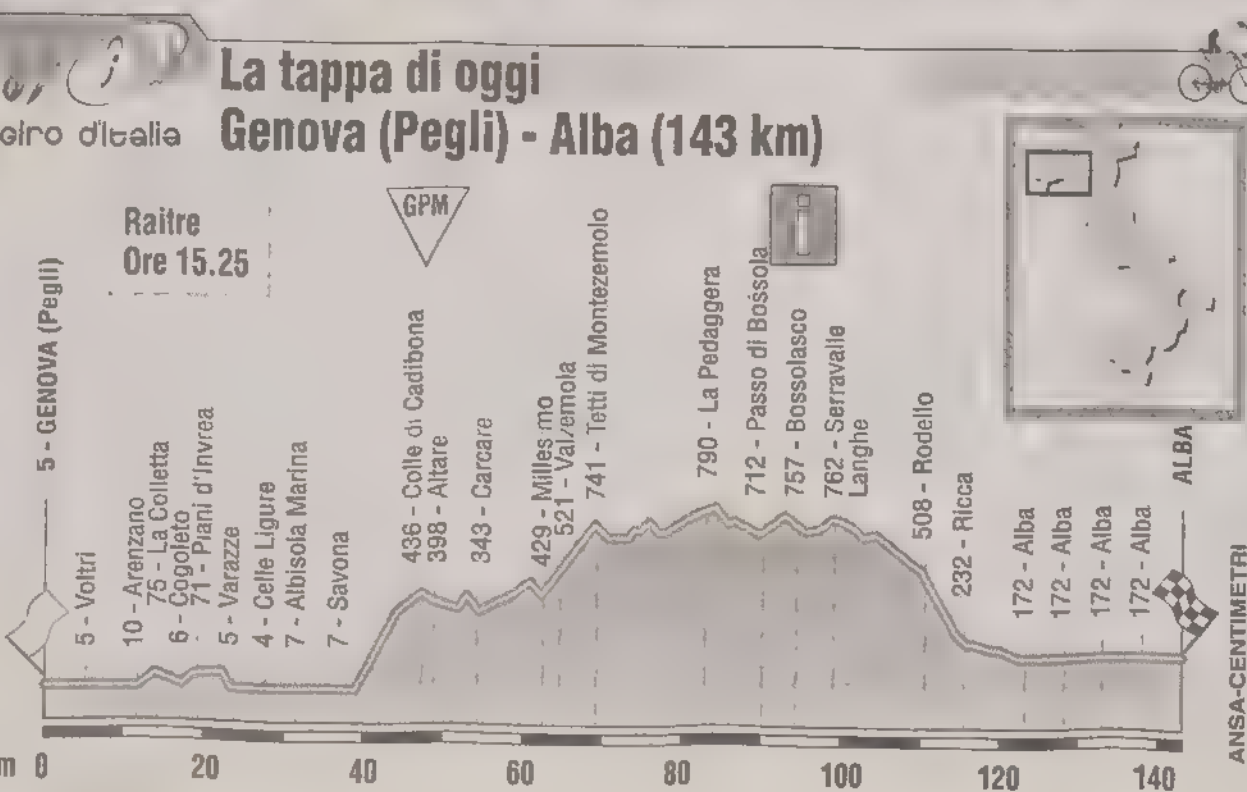 giro d'italia
La tappa di oggi
Genova (Pegli) - Alba (143 km)
Raitre
Ore 15.25
GPM
i
5 - GENOVA (Pegli)
5 - Voltri
10 - Arenzano
75 - La Colletta
6 - Cogoleto
71 - Piani d'Invrea
5 - Varazze
4 - Celle Ligure
7 - Albisola Marina
7 - Savona
436 - Colle di Cadibona
398 - Altare
343 - Carcare
429 - Millesimo
521 - Valzemola
741 - Tetti di Montezemolo
790 - La Pedaggera
712 - Passo di Bossola
757 - Bossolasco
762 - Serravalle
Langhe
508 - Rodello
232 - Ricca
172 - Alba
172 - Alba
172 - Alba
172 - Alba
ALBA
ANSA-CENTIMETRI
0 20 40 60 80 100 120 140